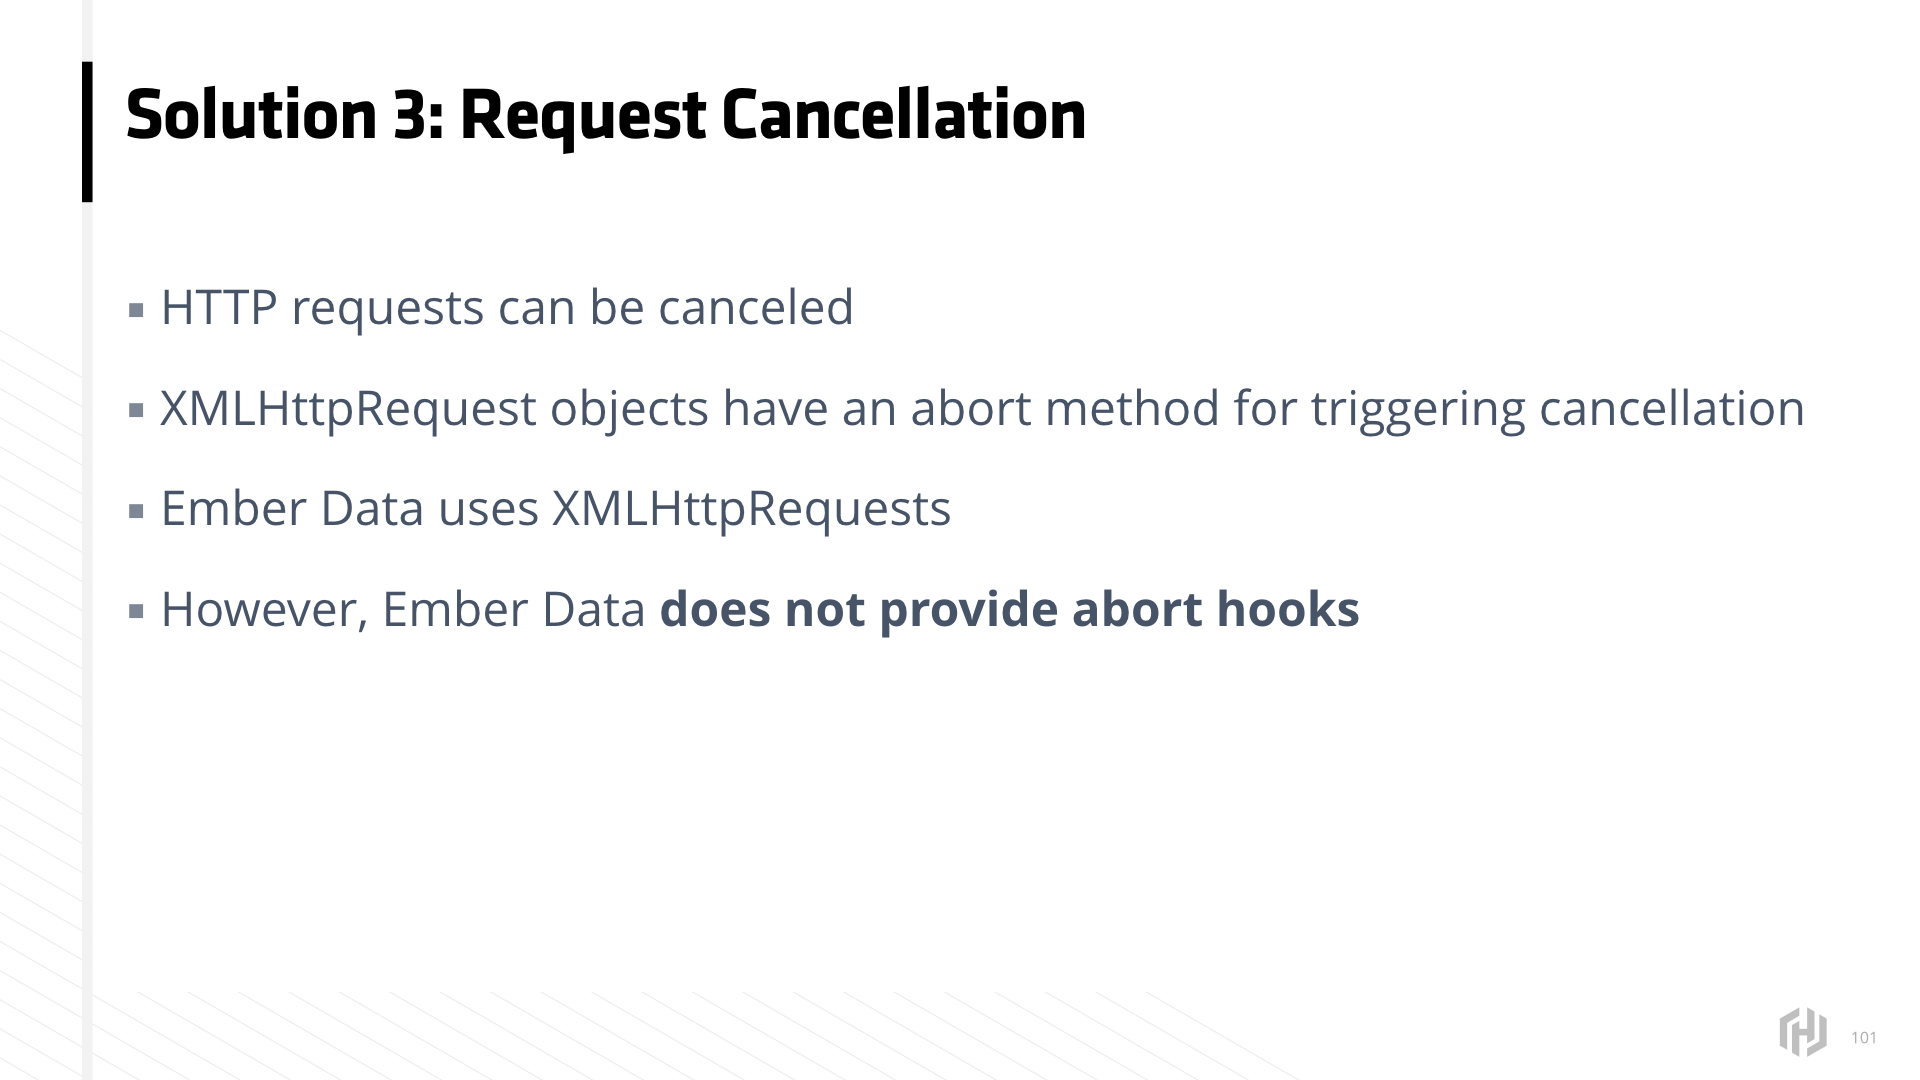 Solution 3: Request Cancellation
▪ HTTP requests can be canceled
▪ XMLHttpRequest objects have an abort method for triggering cancellation
▪ Ember Data uses XMLHttpRequests
▪ However, Ember Data does not provide abort hooks
101